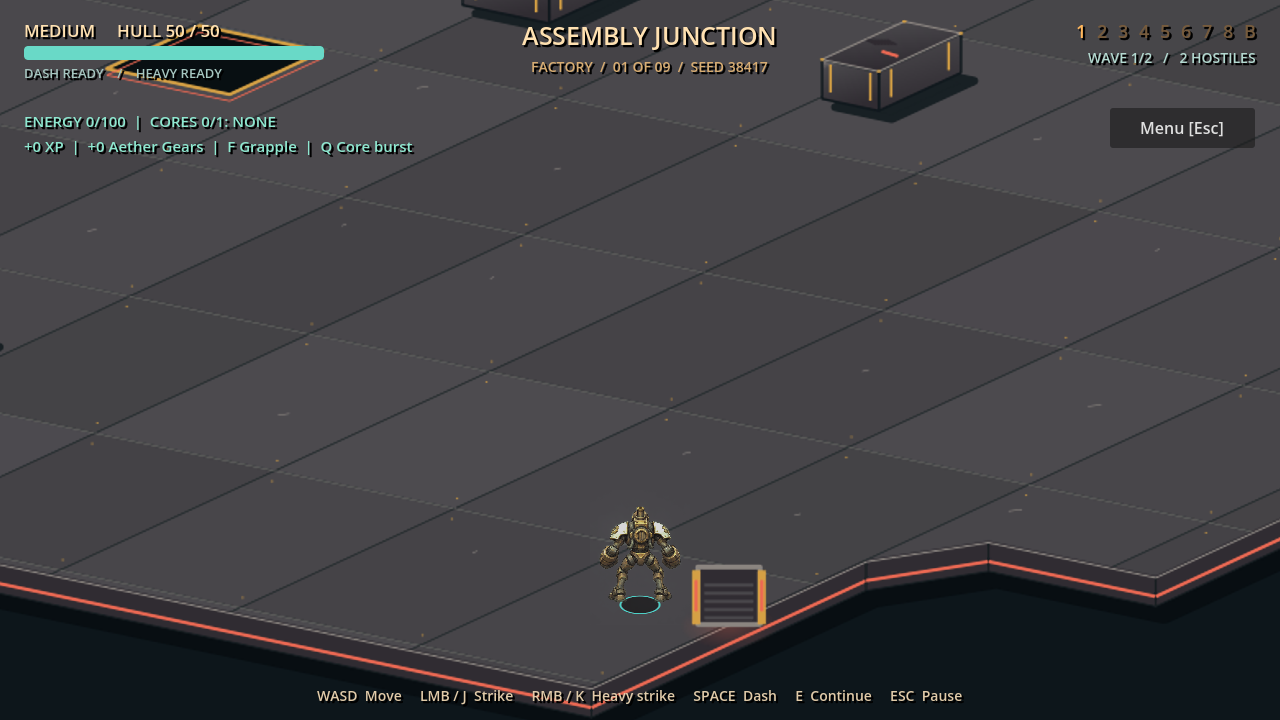 MEDIUM HULL 50 / 50
DASH READY / HEAVY READY
ENERGY 0/100 | CORES 0/1: NONE
+0 XP | +0 Aether Gears | F Grapple | Q Core burst
ASSEMBLY JUNCTION
FACTORY / 01 OF 09 / SEED 38417
1 2 3 4 5 6 7 8 B
WAVE 1/2 / 2 HOSTILES
Menu [Esc]
WASD Move LMB / J Strike RMB / K Heavy strike SPACE Dash E Continue ESC Pause